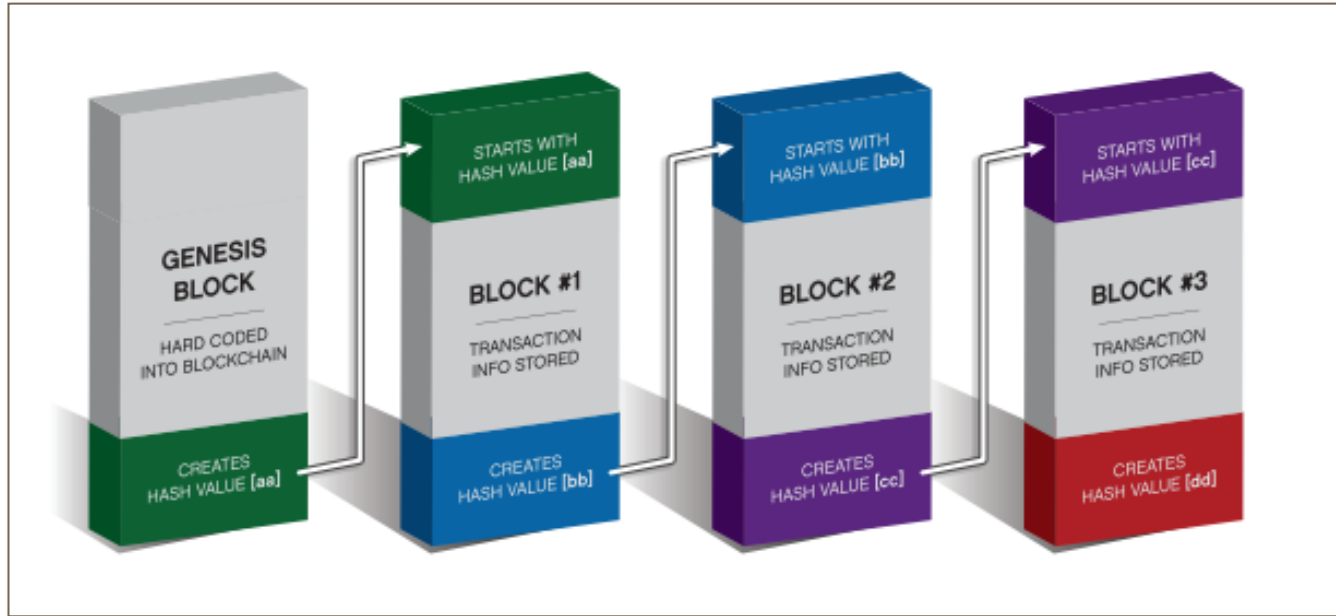 GENESIS
BLOCK
HARD CODED
INTO BLOCKCHAIN
CREATES
HASH VALUE [aa]
STARTS WITH
HASH VALUE [aa]
BLOCK #1
TRANSACTION
INFO STORED
CREATES
HASH VALUE [bb]
STARTS WITH
HASH VALUE [bb]
BLOCK #2
TRANSACTION
INFO STORED
CREATES
HASH VALUE [cc]
STARTS WITH
HASH VALUE [cc]
BLOCK #3
TRANSACTION
INFO STORED
CREATES
HASH VALUE [dd]